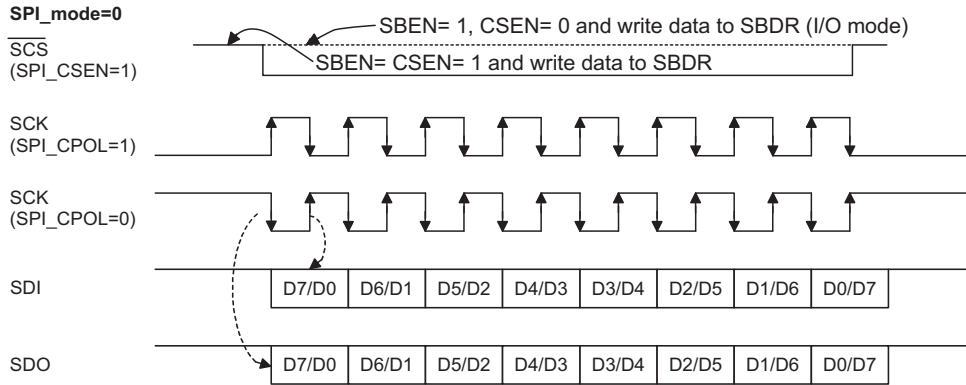 SPI_mode=0
SBEN= 1, CSEN= 0 and write data to SBDR (I/O mode)
SCS
(SPI_CSEN=1)
SBEN= CSEN= 1 and write data to SBDR
SCK
(SPI_CPOL=1)
SCK
(SPI_CPOL=0)
SDI
D7/D0 D6/D1 D5/D2 D4/D3 D3/D4 D2/D5 D1/D6 D0/D7
SDO
D7/D0 D6/D1 D5/D2 D4/D3 D3/D4 D2/D5 D1/D6 D0/D7